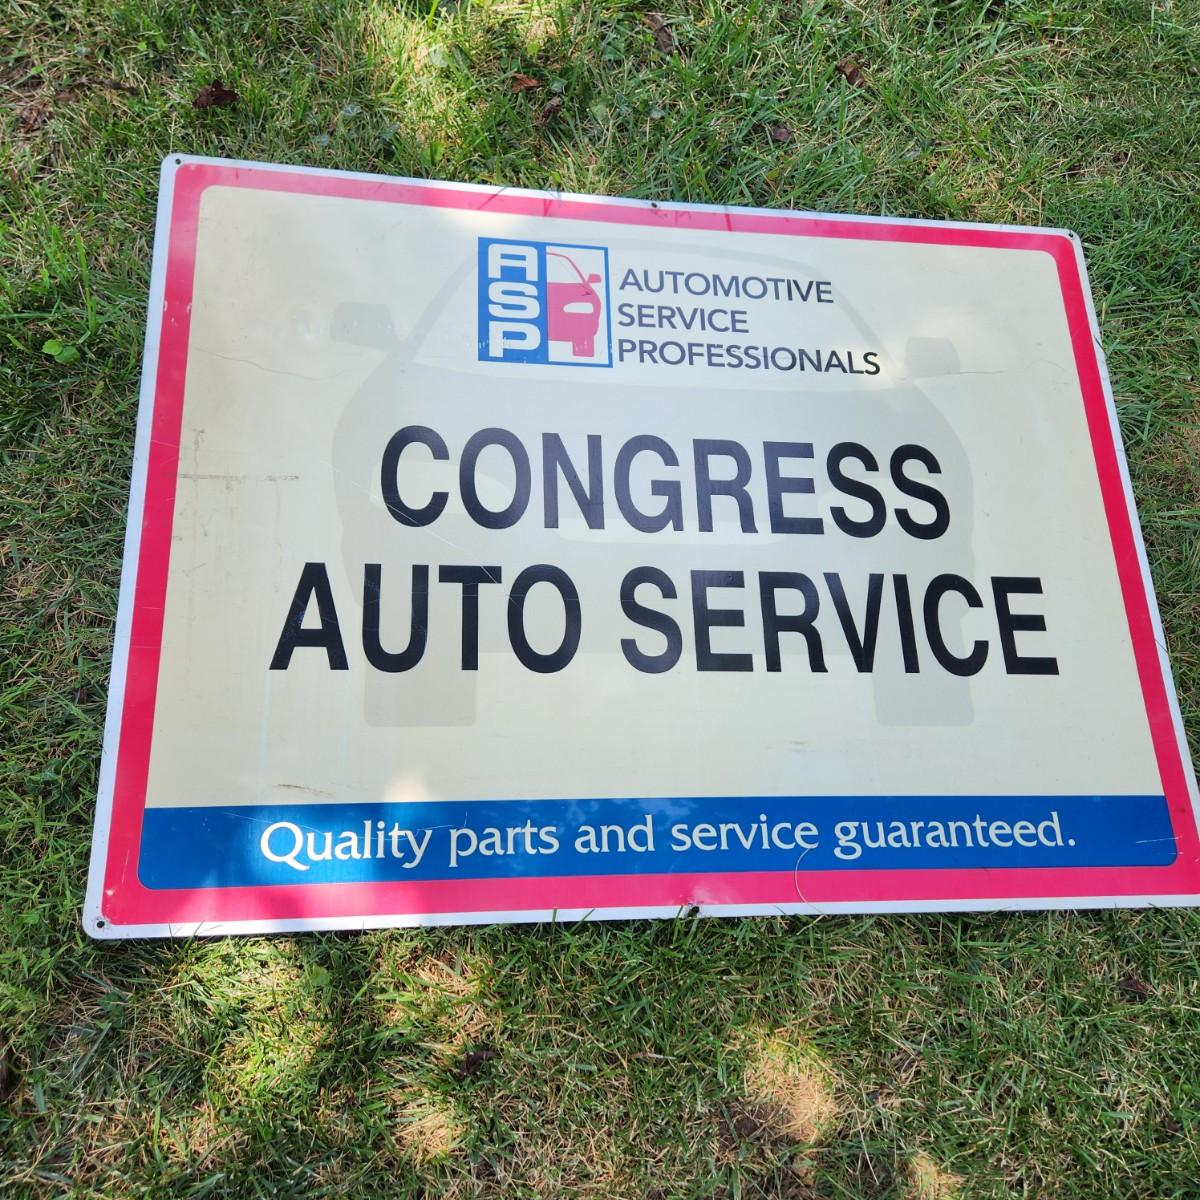 ASP
AUTOMOTIVE
SERVICE
PROFESSIONALS
CONGRESS
AUTO SERVICE
Quality parts and service guaranteed.